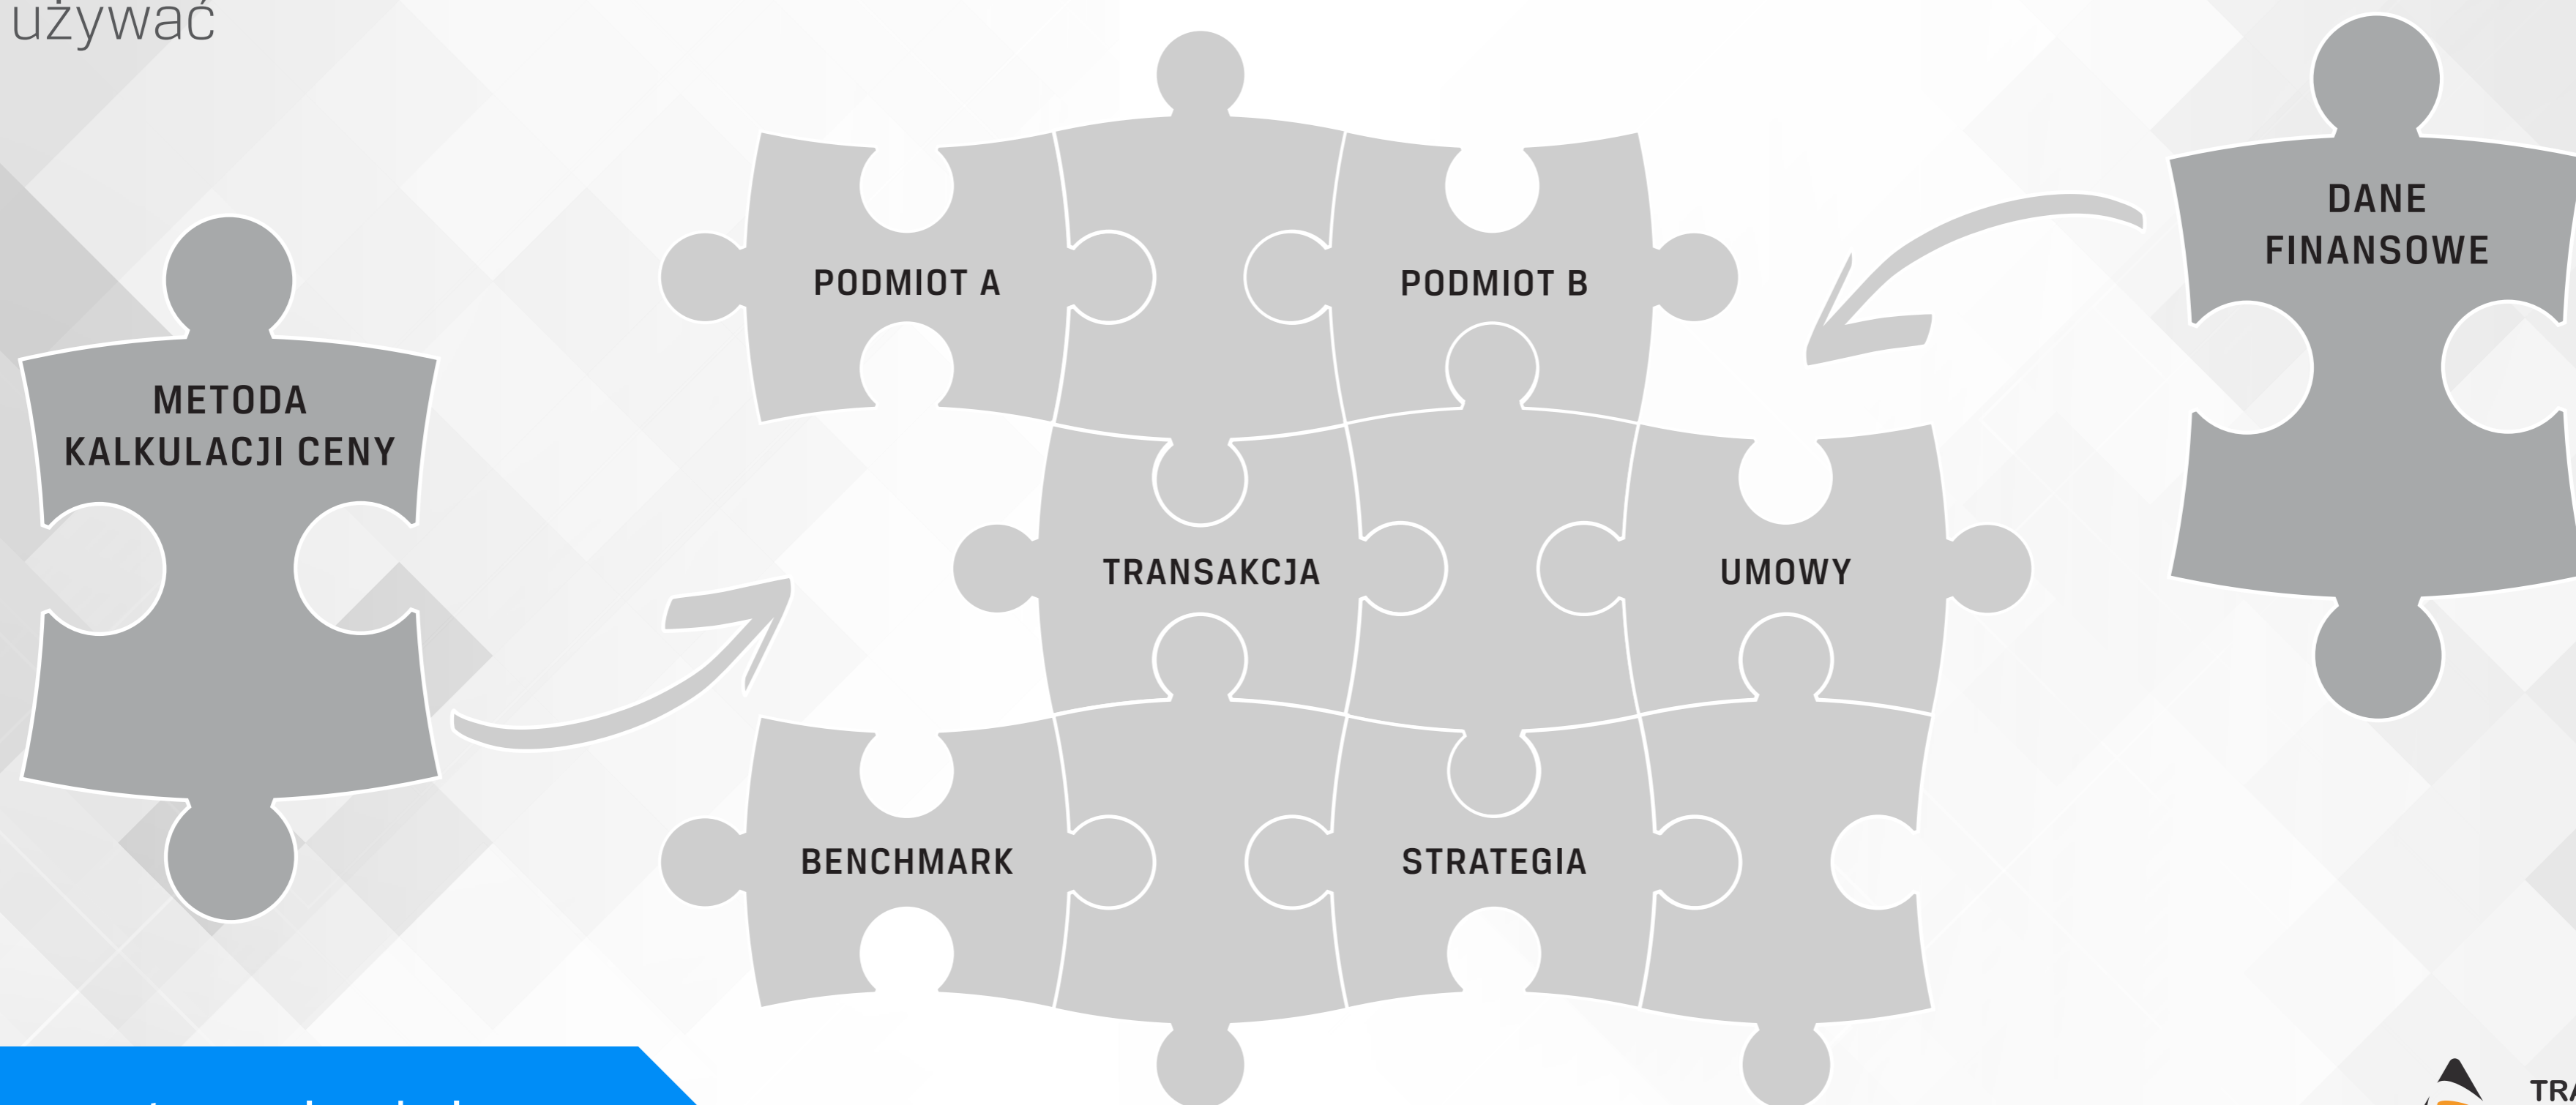 używać
PODMIOT A
PODMIOT B
DANE
FINANSOWE
METODA
KALKULACJI CENY
TRANSAKCJA
UMOWY
BENCHMARK
STRATEGIA